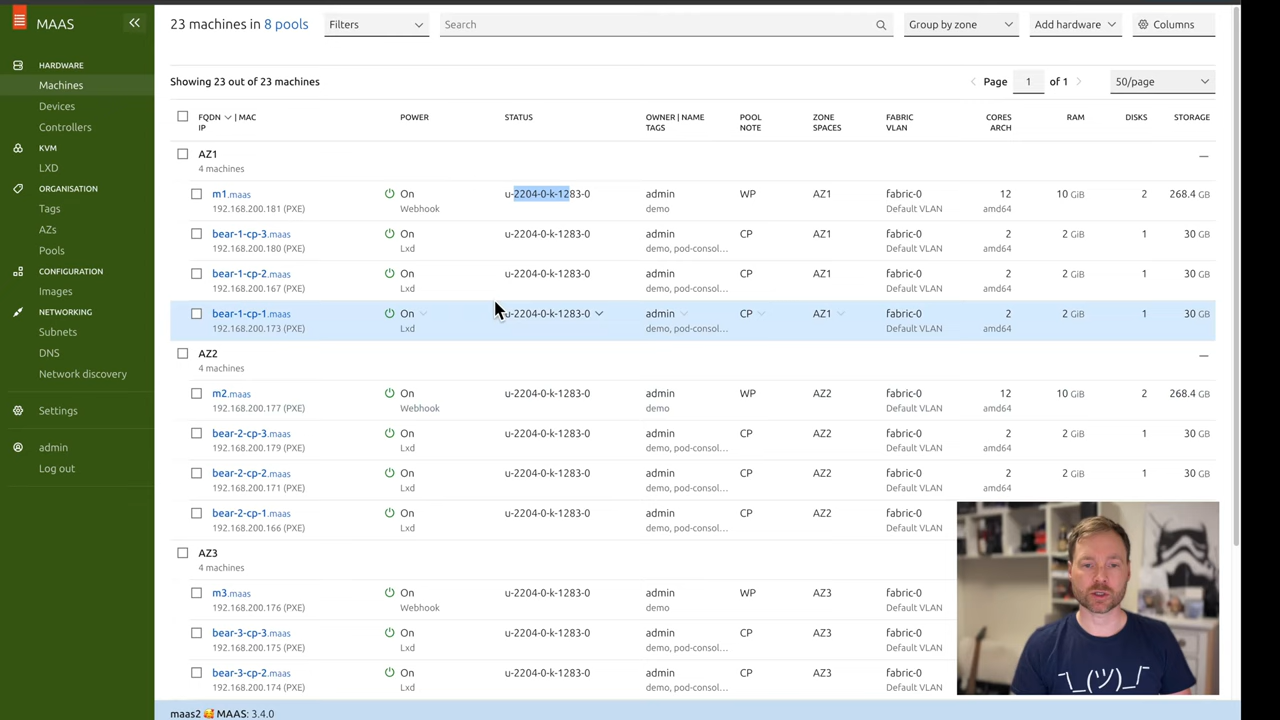 MAAS
HARDWARE
Machines
Devices
Controllers
KVM
LXD
ORGANISATION
Tags
AZs
Pools
CONFIGURATION
Images
NETWORKING
Subnets
DNS
Network discovery
Settings
admin
Log out
23 machines in 8 pools
Filters
Search
Group by zone
Add hardware
Columns
Showing 23 out of 23 machines
Page 1 of 1
50/page
FQDN | MAC POWER STATUS OWNER | NAME POOL ZONE FABRIC CORES RAM DISKS STORAGE
IP TAGS NOTE SPACES VLAN ARCH
AZ1
4 machines
m1.maas On u-2204-0-k-1283-0 admin WP AZ1 fabric-0 12 10 GiB 2 268.4 GB
192.168.200.181 (PXE) Webhook demo Default VLAN amd64
bear-1-cp-3.maas On u-2204-0-k-1283-0 admin CP AZ1 fabric-0 2 2 GiB 1 30 GB
192.168.200.180 (PXE) Lxd demo, pod-consol... Default VLAN amd64
bear-1-cp-2.maas On u-2204-0-k-1283-0 admin CP AZ1 fabric-0 2 2 GiB 1 30 GB
192.168.200.167 (PXE) Lxd demo, pod-consol... Default VLAN amd64
bear-1-cp-1.maas On u-2204-0-k-1283-0 admin CP AZ1 fabric-0 2 2 GiB 1 30 GB
192.168.200.173 (PXE) Lxd demo, pod-consol... Default VLAN amd64
AZ2
4 machines
m2.maas On u-2204-0-k-1283-0 admin WP AZ2 fabric-0 12 10 GiB 2 268.4 GB
192.168.200.177 (PXE) Webhook demo Default VLAN amd64
bear-2-cp-3.maas On u-2204-0-k-1283-0 admin CP AZ2 fabric-0 2 2 GiB 1 30 GB
192.168.200.179 (PXE) Lxd demo, pod-consol... Default VLAN amd64
bear-2-cp-2.maas On u-2204-0-k-1283-0 admin CP AZ2 fabric-0 2 2 GiB 1 30 GB
192.168.200.171 (PXE) Lxd demo, pod-consol... Default VLAN amd64
bear-2-cp-1.maas On u-2204-0-k-1283-0 admin CP AZ2 fabric-0
192.168.200.166 (PXE) Lxd demo, pod-consol... Default VLAN
AZ3
4 machines
m3.maas On u-2204-0-k-1283-0 admin WP AZ3 fabric-0
192.168.200.176 (PXE) Webhook demo Default VLAN
bear-3-cp-3.maas On u-2204-0-k-1283-0 admin CP AZ3 fabric-0
192.168.200.175 (PXE) Lxd demo, pod-consol... Default VLAN
bear-3-cp-2.maas On u-2204-0-k-1283-0 admin CP AZ3 fabric-0
192.168.200.174 (PXE) Lxd demo, pod-consol... Default VLAN
¯\_(ツ)_/¯
maas2 🥰 MAAS: 3.4.0